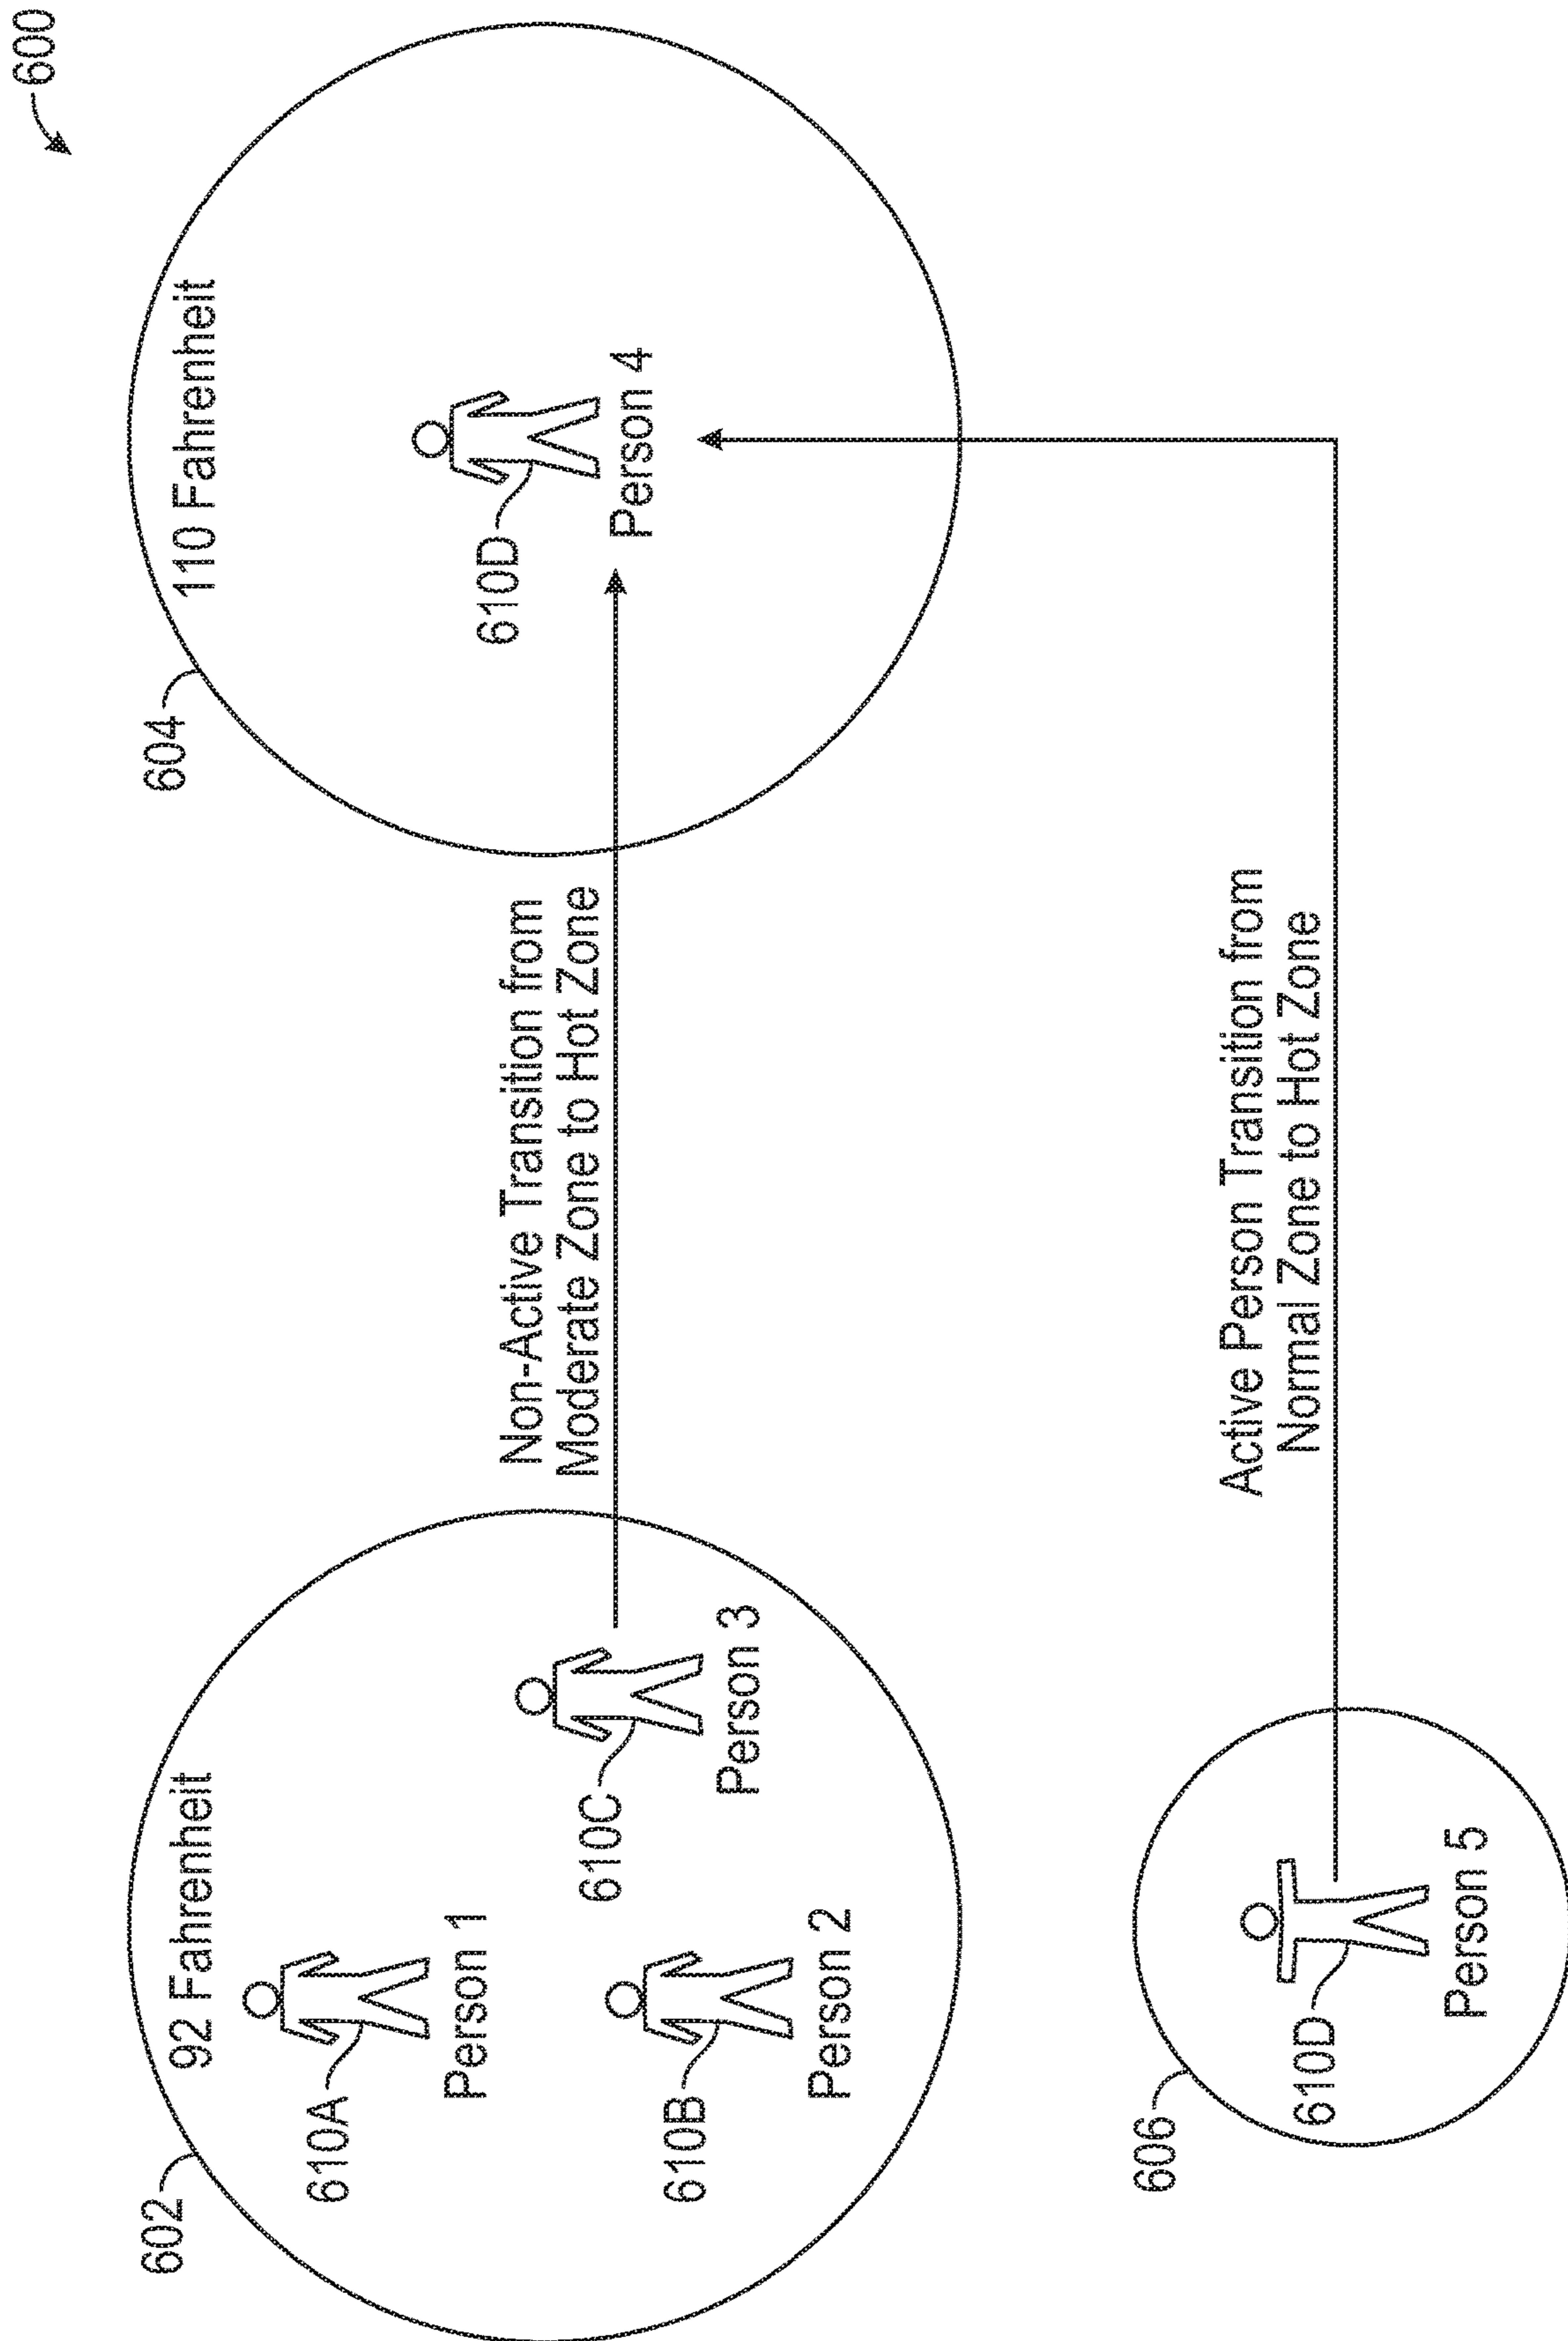 600
602
92 Fahrenheit
610A
Person 1
610B
Person 2
610C
Person 3
Non-Active Transition from
Moderate Zone to Hot Zone
604
110 Fahrenheit
610D
Person 4
606
610D
Person 5
Active Person Transition from
Normal Zone to Hot Zone